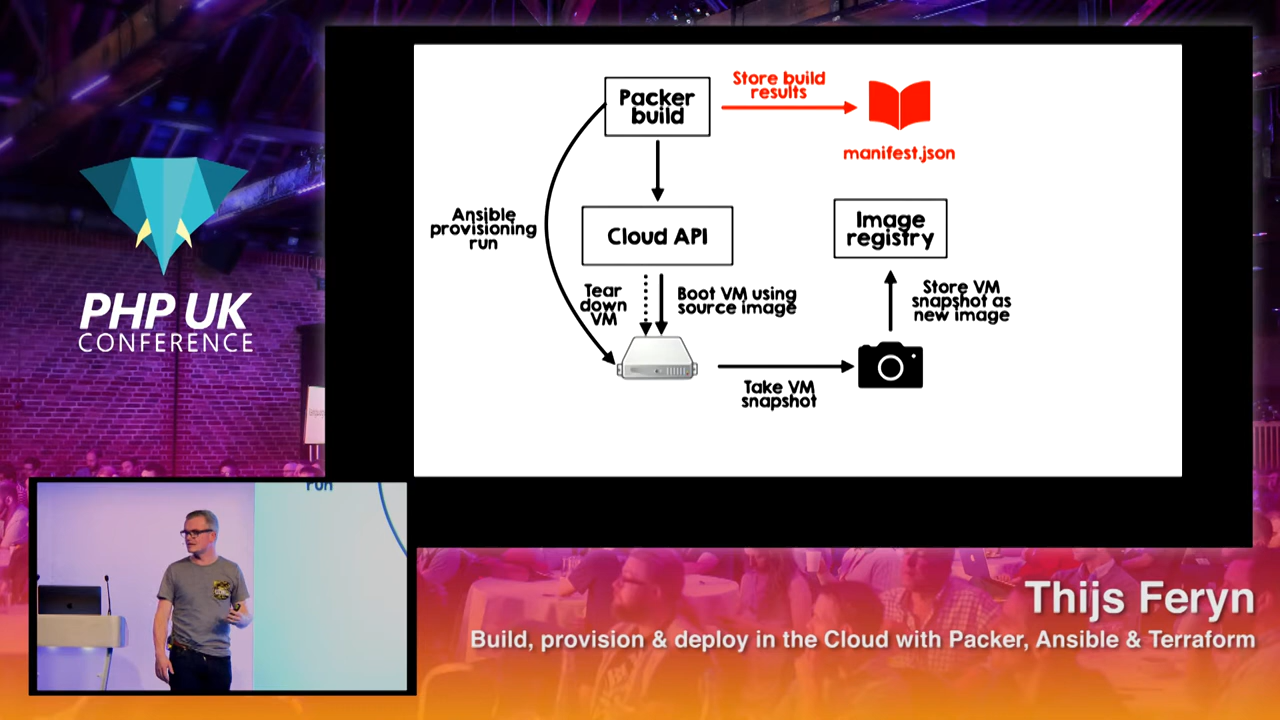 PHP UK
CONFERENCE
Packer
build
Store build
results
manifest.json
Ansible
provisioning
run
Cloud API
Image
registry
Tear
down
VM
Boot VM using
source image
Store VM
snapshot as
new image
Take VM
snapshot
run
Thijs Feryn
Build, provision & deploy in the Cloud with Packer, Ansible & Terraform